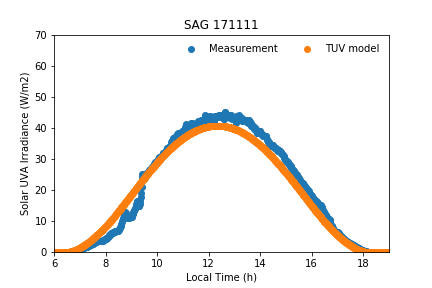 SAG 171111
Measurement
TUV model
Solar UVA Irradiance (W/m2)
70
60
50
40
30
20
10
0
6 8 10 12 14 16 18
Local Time (h)